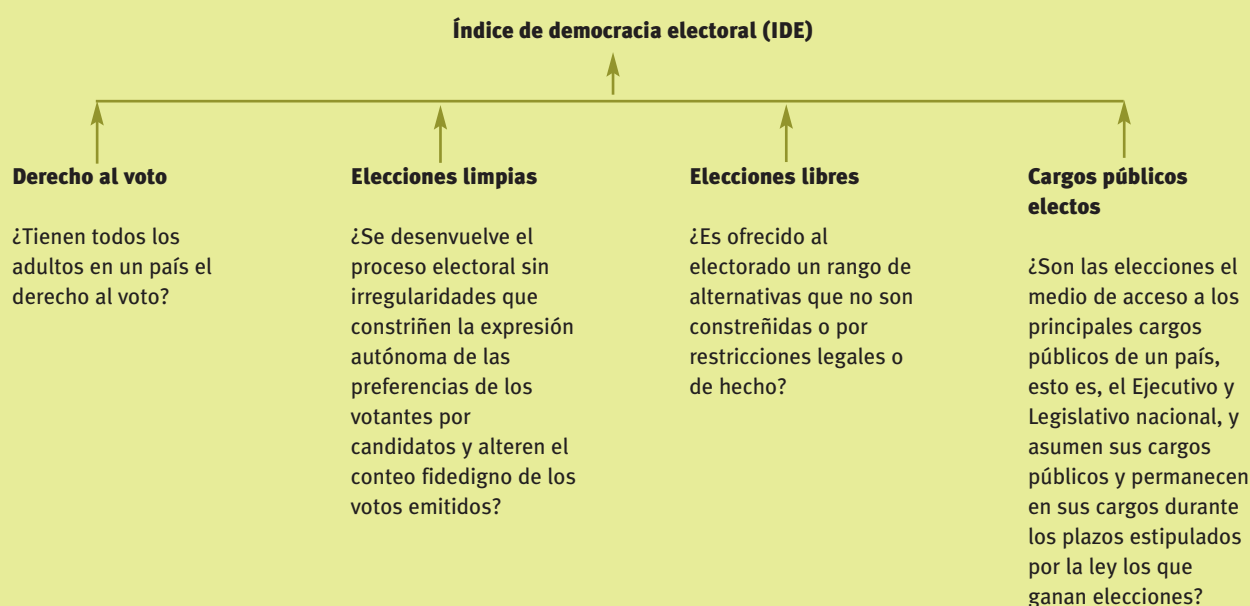 Índice de democracia electoral (IDE)
Derecho al voto
¿Tienen todos los
adultos en un país el
derecho al voto?
Elecciones limpias
¿Se desenvuelve el
proceso electoral sin
irregularidades que
constriñen la expresión
autónoma de las
preferencias de los
votantes por
candidatos y alteren el
conteo fidedigno de los
votos emitidos?
Elecciones libres
¿Es ofrecido al
electorado un rango de
alternativas que no son
constreñidas o por
restricciones legales o
de hecho?
Cargos públicos
electos
¿Son las elecciones el
medio de acceso a los
principales cargos
públicos de un país,
esto es, el Ejecutivo y
Legislativo nacional, y
asumen sus cargos
públicos y permanecen
en sus cargos durante
los plazos estipulados
por la ley los que
ganan elecciones?